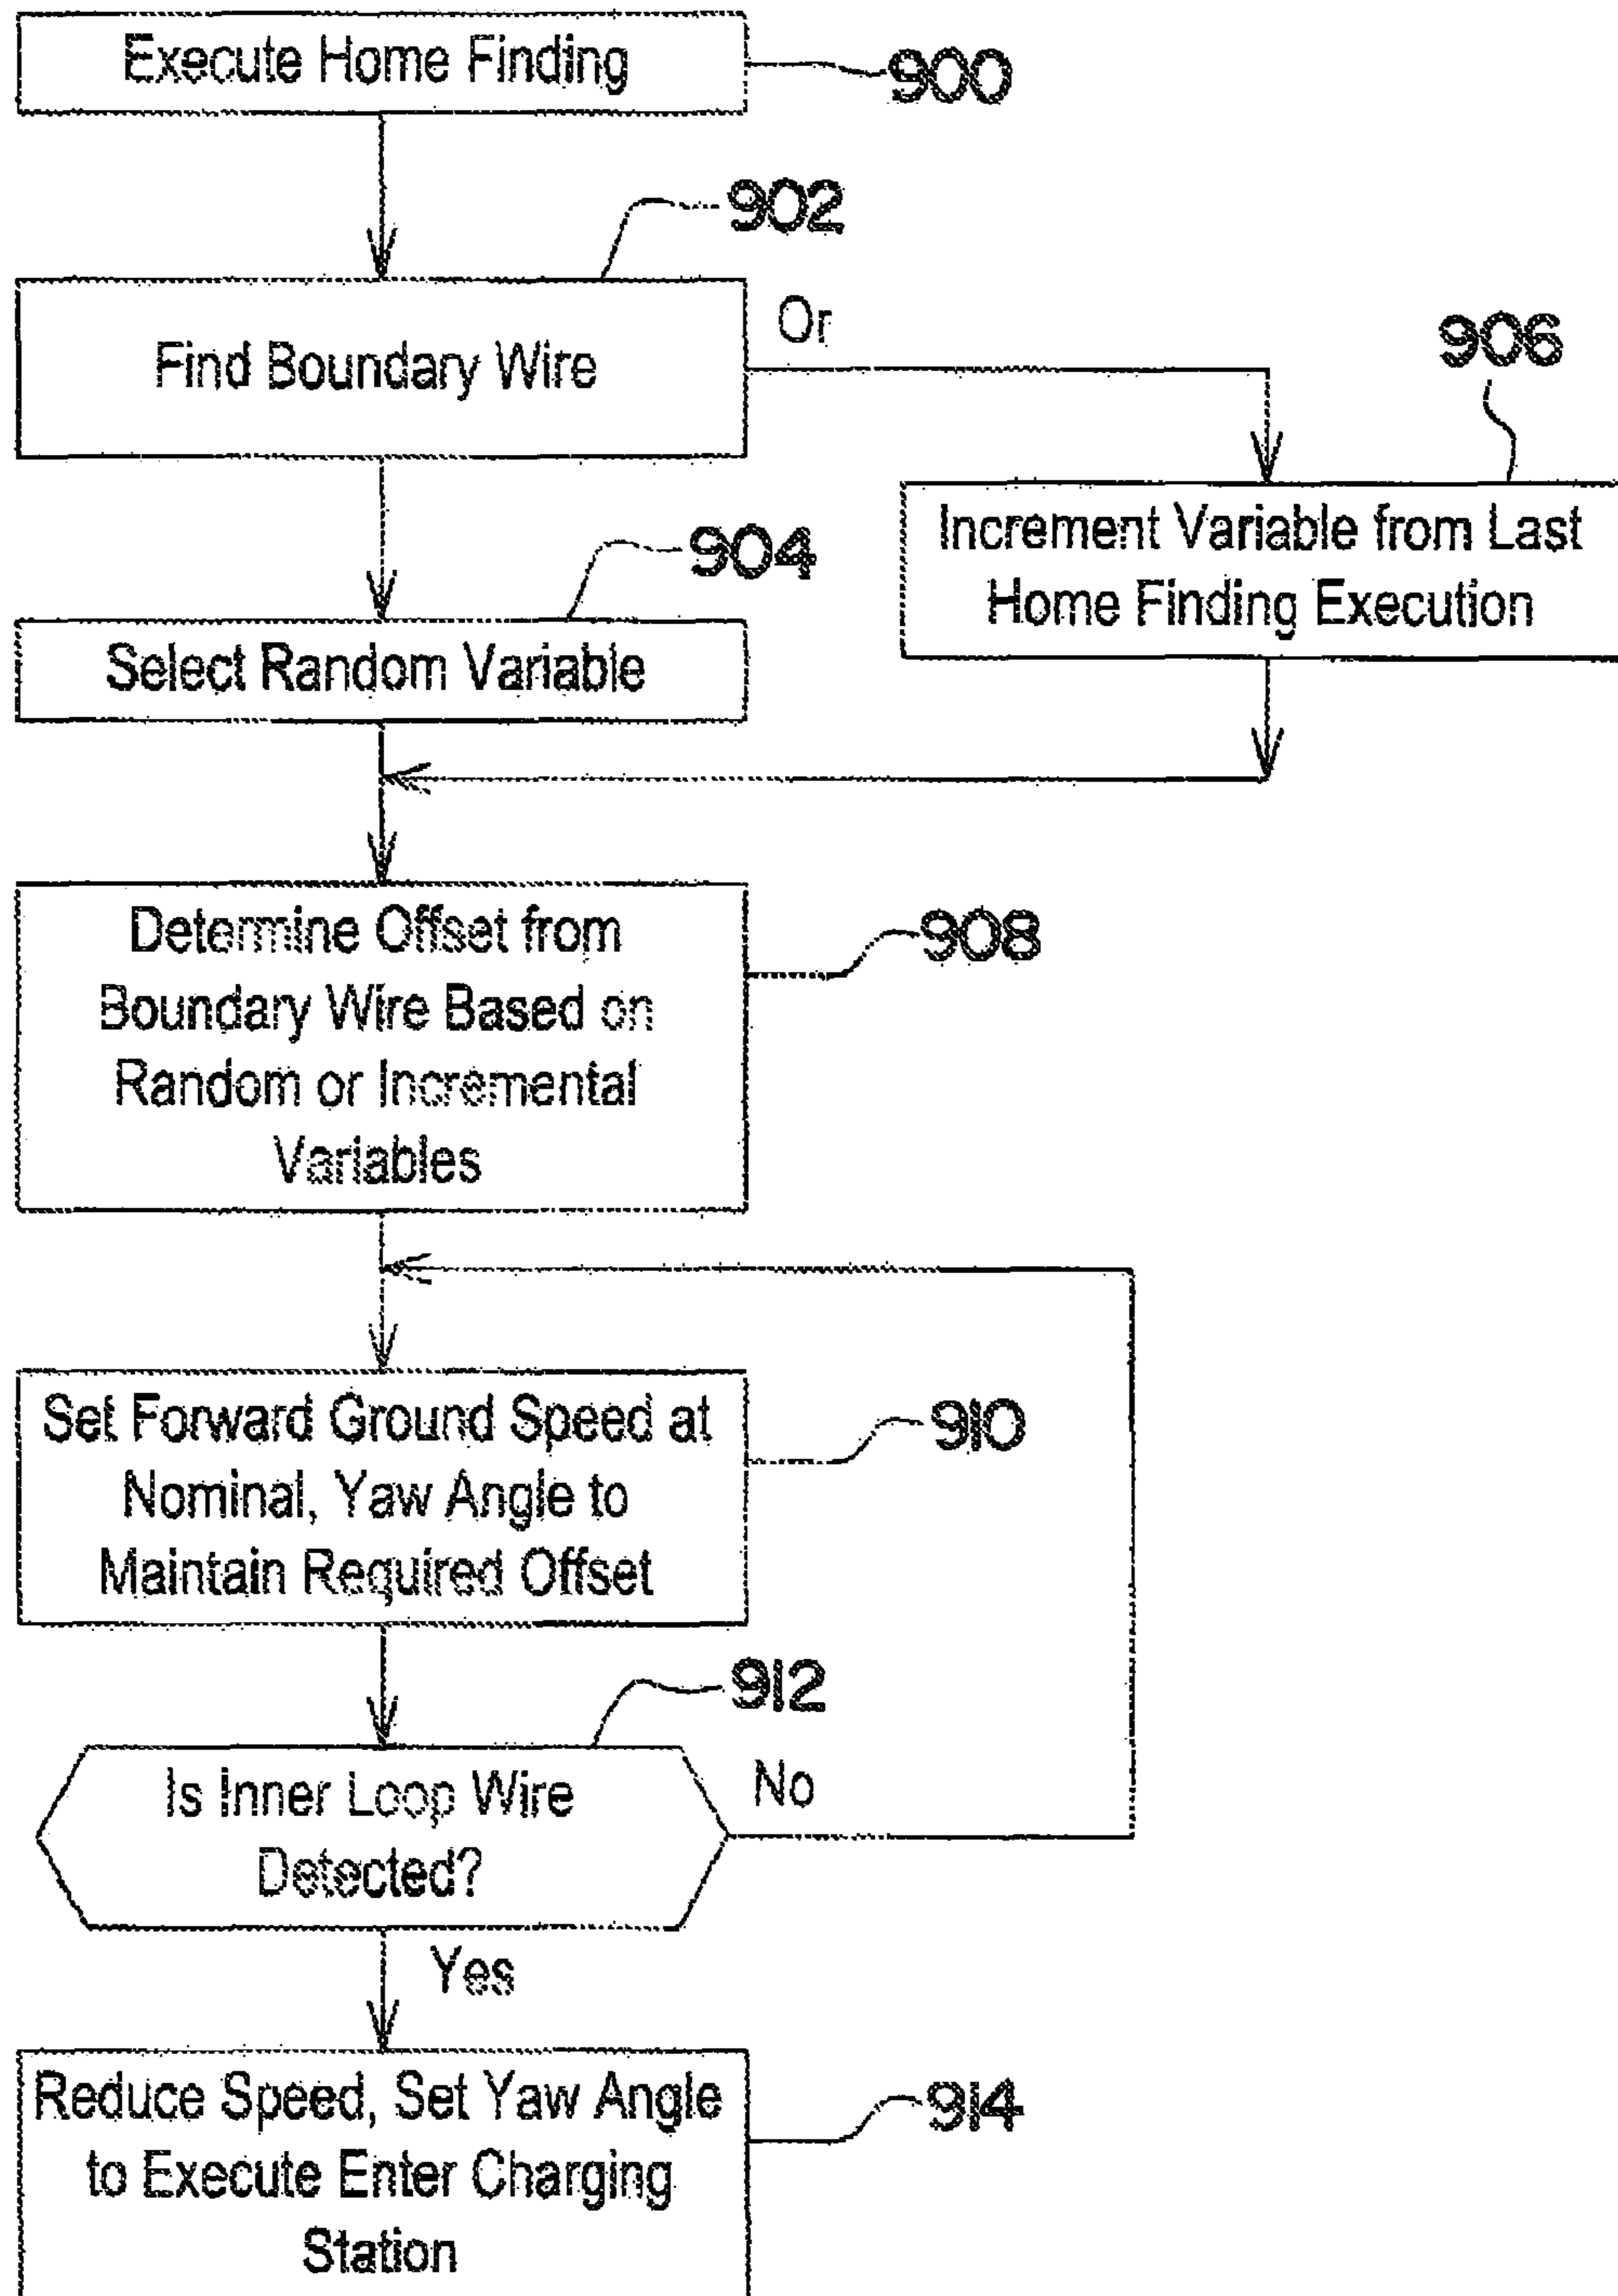 Execute Home Finding
900
902
Find Boundary Wire
Or
906
Increment Variable from Last
Home Finding Execution
904
Select Random Variable
Determine Offset from
Boundary Wire Based on
Random or Incremental
Variables
908
Set Forward Ground Speed at
Nominal, Yaw Angle to
Maintain Required Offset
910
912
Is Inner Loop Wire
Detected?
No
Yes
Reduce Speed, Set Yaw Angle
to Execute Enter Charging
Station
914